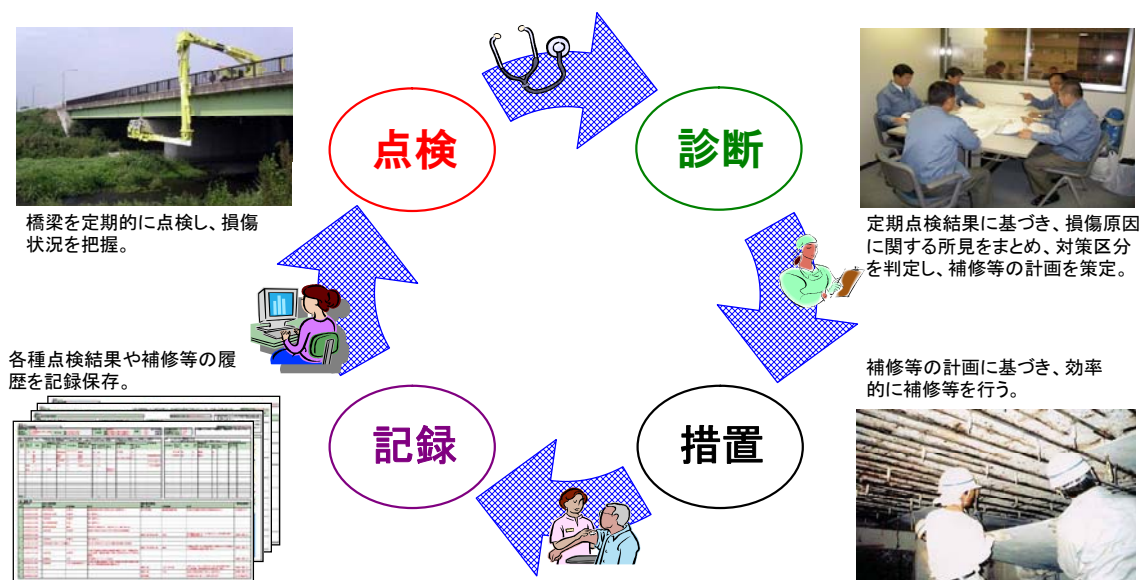 点検
診断
橋梁を定期的に点検し、損傷
状況を把握。
定期点検結果に基づき、損傷原因
に関する所見をまとめ、対策区分
を判定し、補修等の計画を策定。
各種点検結果や補修等の履
歴を記録保存。
補修等の計画に基づき、効率
的に補修等を行う。
記録
措置